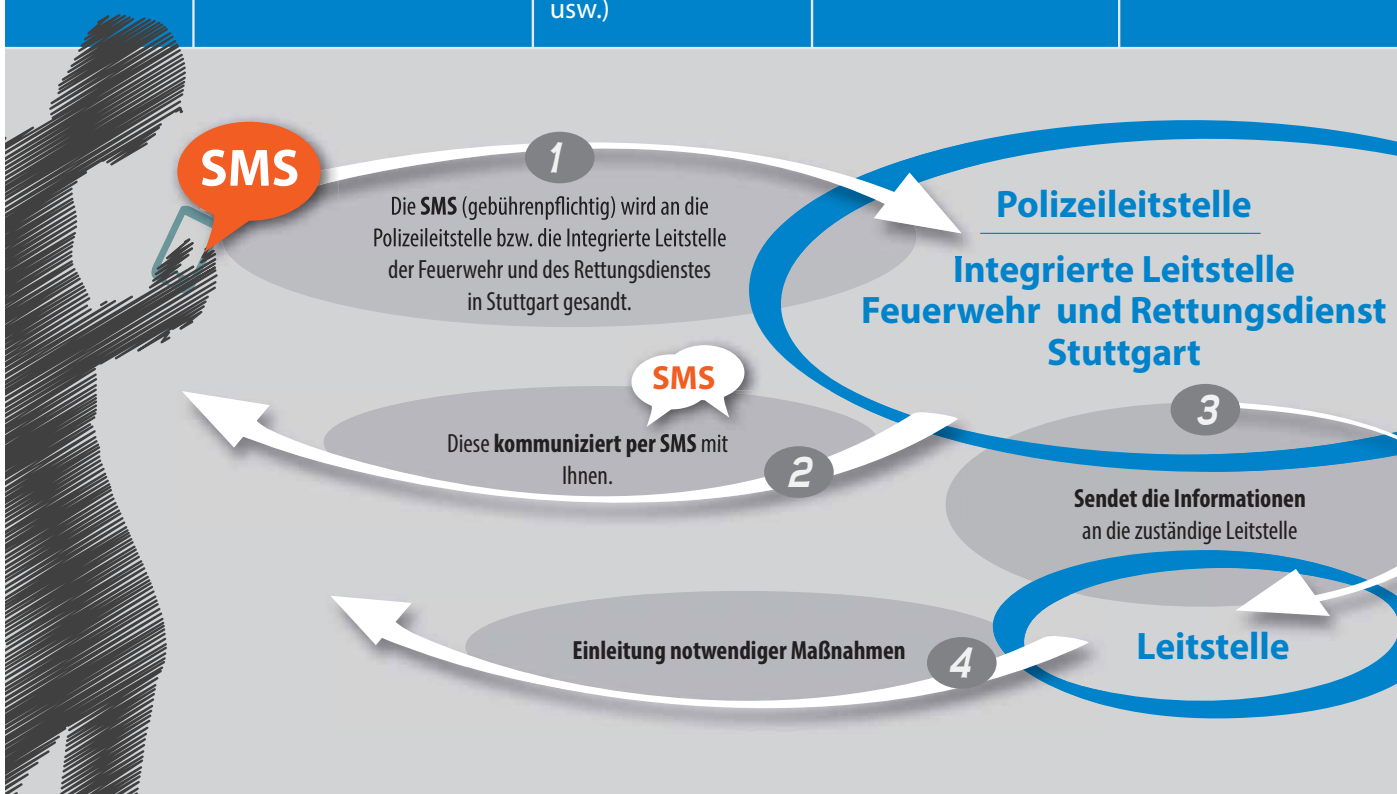 usw.)
SMS
1
Die SMS (gebührenpflichtig) wird an die
Polizeileitstelle bzw. die Integrierte Leitstelle
der Feuerwehr und des Rettungsdienstes
in Stuttgart gesandt.
Polizeileitstelle
Integrierte Leitstelle
Feuerwehr und Rettungsdienst
Stuttgart
SMS
Diese kommuniziert per SMS mit
Ihnen.
2
3
Sendet die Informationen
an die zuständige Leitstelle
Einleitung notwendiger Maßnahmen
4
Leitstelle